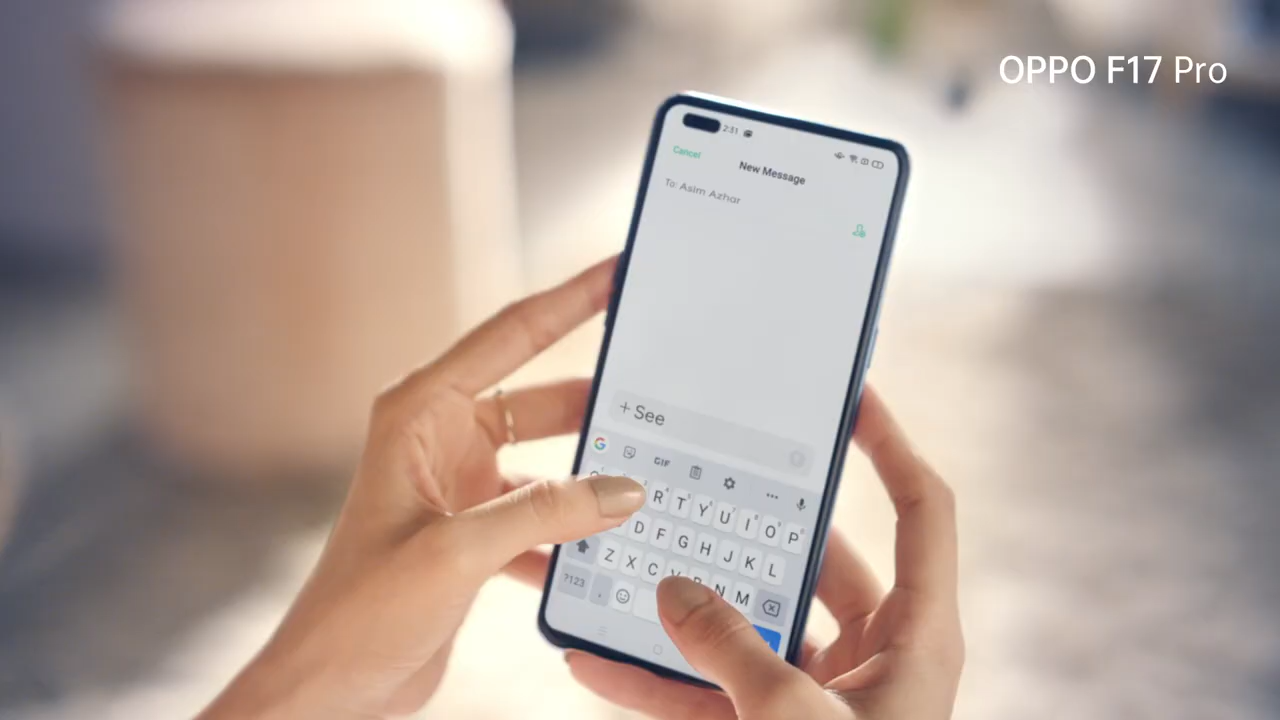 OPPO F17 Pro
2:31
Cancel
New Message
To: Asim Azhar
+ See
GIF
R T Y U I O P
D F G H J K L
Z X C V B N M
?123 ,